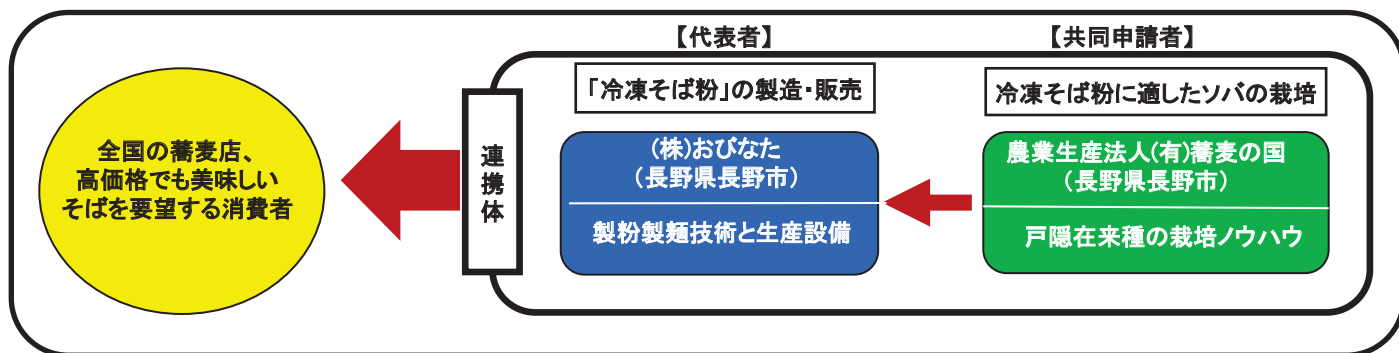 【代表者】
【共同申請者】
「冷凍そば粉」の製造・販売
冷凍そば粉に適したソバの栽培
全国の蕎麦店、
高価格でも美味しい
そばを要望する消費者
連携体
(株)おびなた
（長野県長野市）
製粉製麺技術と生産設備
農業生産法人(有)蕎麦の国
（長野県長野市）
戸隠在来種の栽培ノウハウ